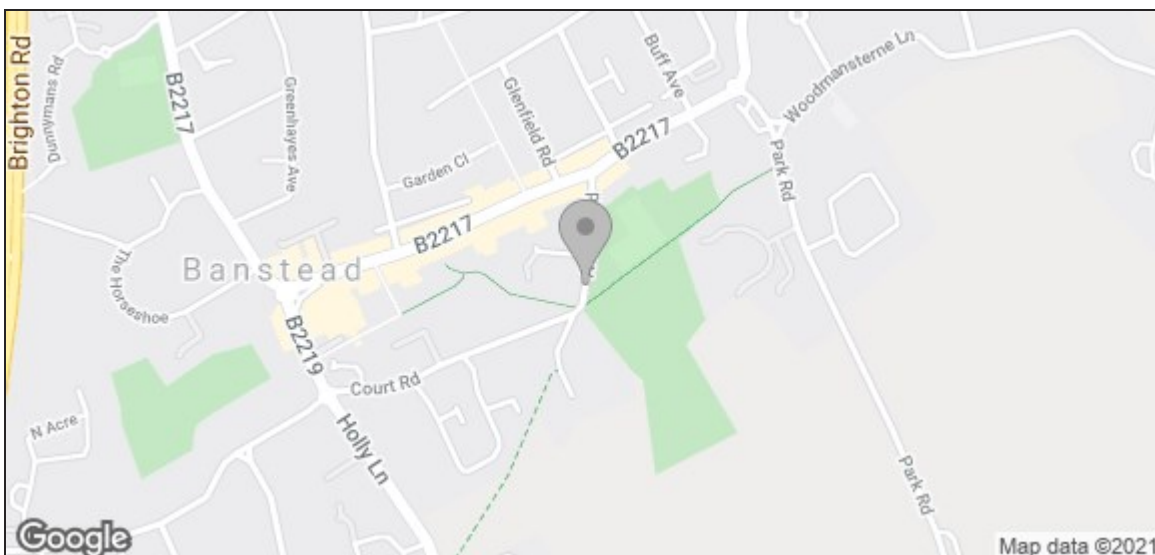 Brighton Rd
Dunnymans Rd
B2217
Greenhayes Ave
Glenfield Rd
Buff Ave
Woodmansterne Ln
B2217
Garden Cl
Park Rd
B2217
Banstead
The Horseshoe
B2219
Court Rd
N Acre
Holly Ln
Park Rd
Google
Map data ©2021